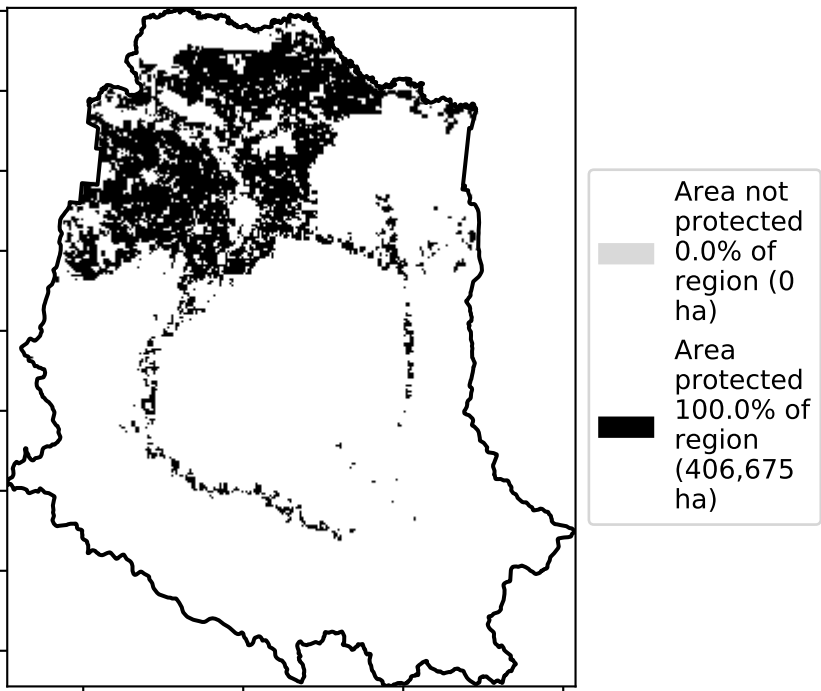 Area not
protected
0.0% of
region (0
ha)
Area
protected
100.0% of
region
(406,675
ha)